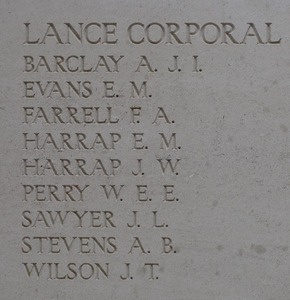 LANCE CORPORAL
BARCLAY A. J. I.
EVANS E. M.
FARRELL F. A.
HARRAP E. M.
HARRAP J. W.
PERRY W. E. E.
SAWYER J. L.
STEVENS A. B.
WILSON J. T.